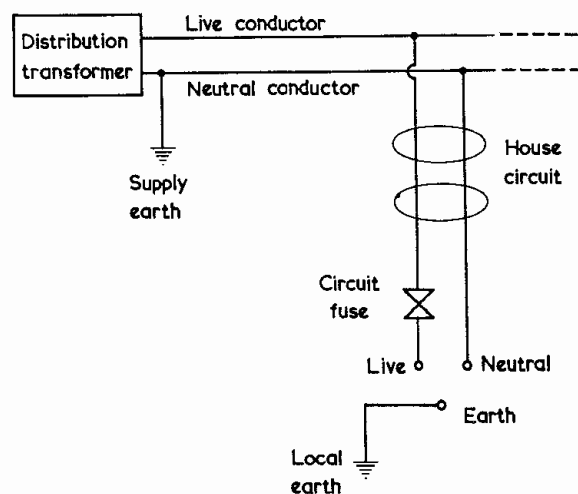 Live conductor
Distribution
transformer
Neutral conductor
Supply
earth
House
circuit
Circuit
fuse
Live
Neutral
Earth
Local
earth